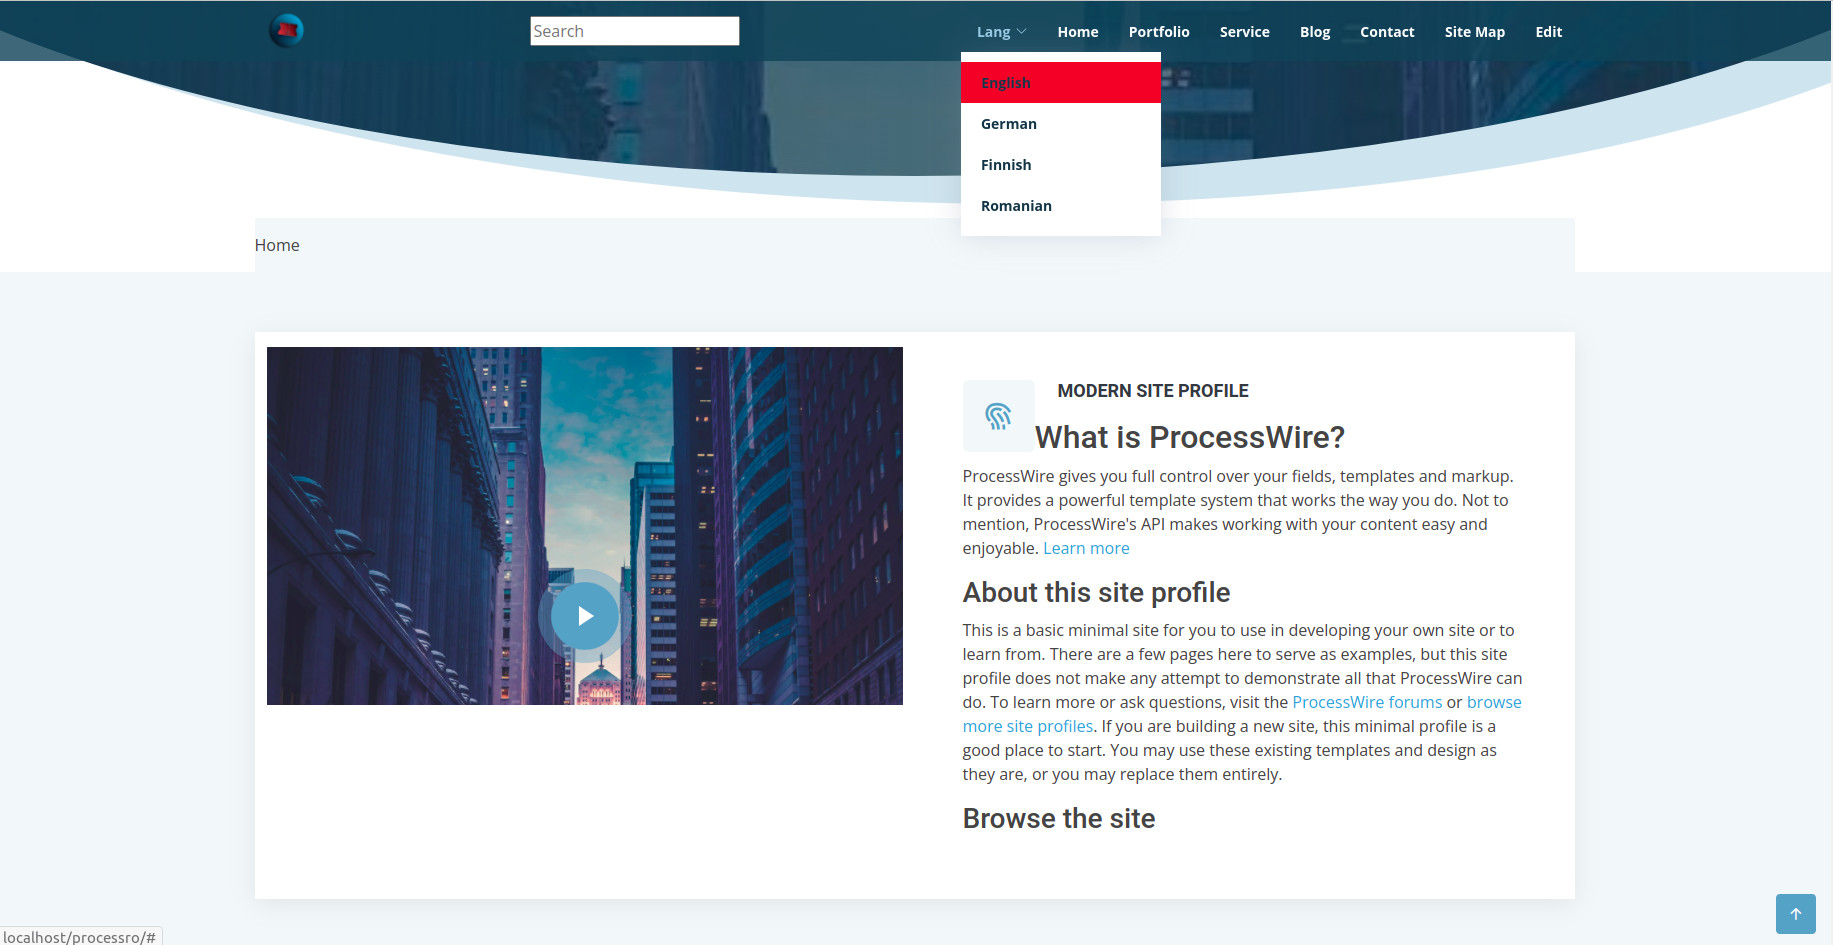 Search
Lang
Home
Portfolio
Service
Blog
Contact
Site Map
Edit
English
German
Finnish
Romanian
Home
MODERN SITE PROFILE
What is ProcessWire?
ProcessWire gives you full control over your fields, templates and markup.
It provides a powerful template system that works the way you do. Not to
mention, ProcessWire's API makes working with your content easy and
enjoyable. Learn more
About this site profile
This is a basic minimal site for you to use in developing your own site or to
learn from. There are a few pages here to serve as examples, but this site
profile does not make any attempt to demonstrate all that ProcessWire can
do. To learn more or ask questions, visit the ProcessWire forums or browse
more site profiles. If you are building a new site, this minimal profile is a
good place to start. You may use these existing templates and design as
they are, or you may replace them entirely.
Browse the site
localhost/processro/#